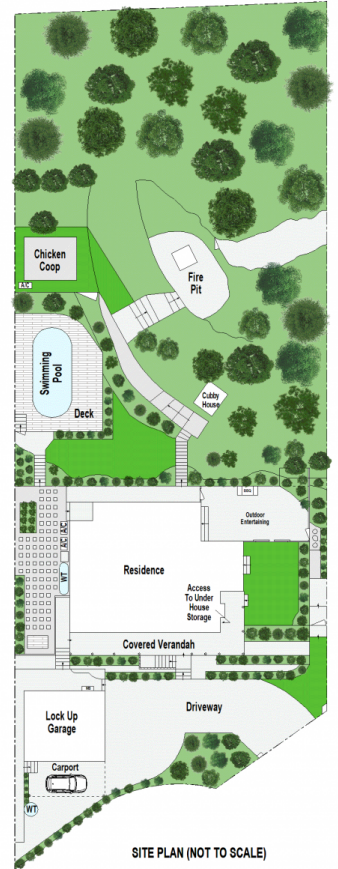 Chicken
Coop
A/C
Fire
Pit
Swimming
Pool
Deck
Cubby
House
Outdoor
Entertaining
A/C
A/C
WT
Residence
Access
To Under
House
Storage
Covered Verandah
Lock Up
Garage
Driveway
Carport
WT
SITE PLAN (NOT TO SCALE)